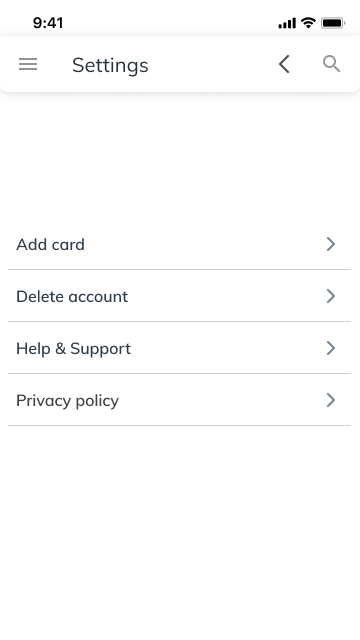 9:41
Settings
Add card
Delete account
Help & Support
Privacy policy